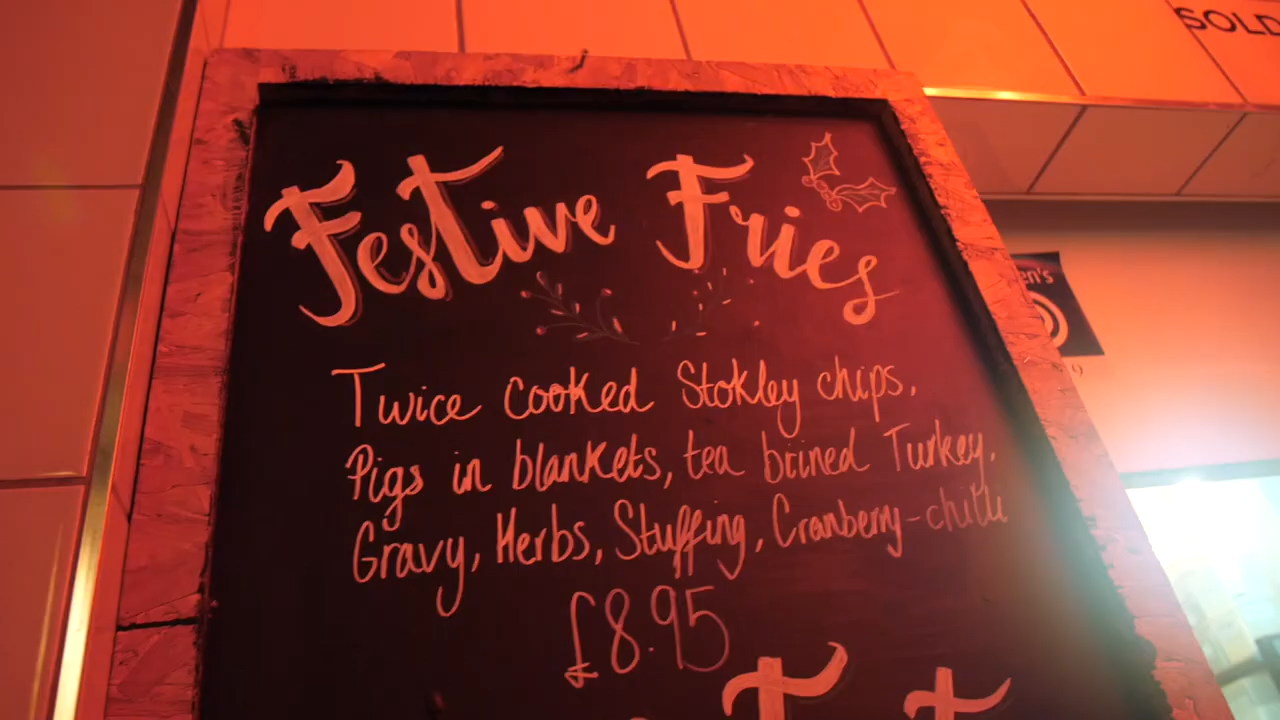 SOLD
Festive Fries
en's
Twice cooked Stokley chips,
Pigs in blankets, tea brined Turkey,
Gravy, Herbs, Stuffing, Cranberry-chilli
£8.95